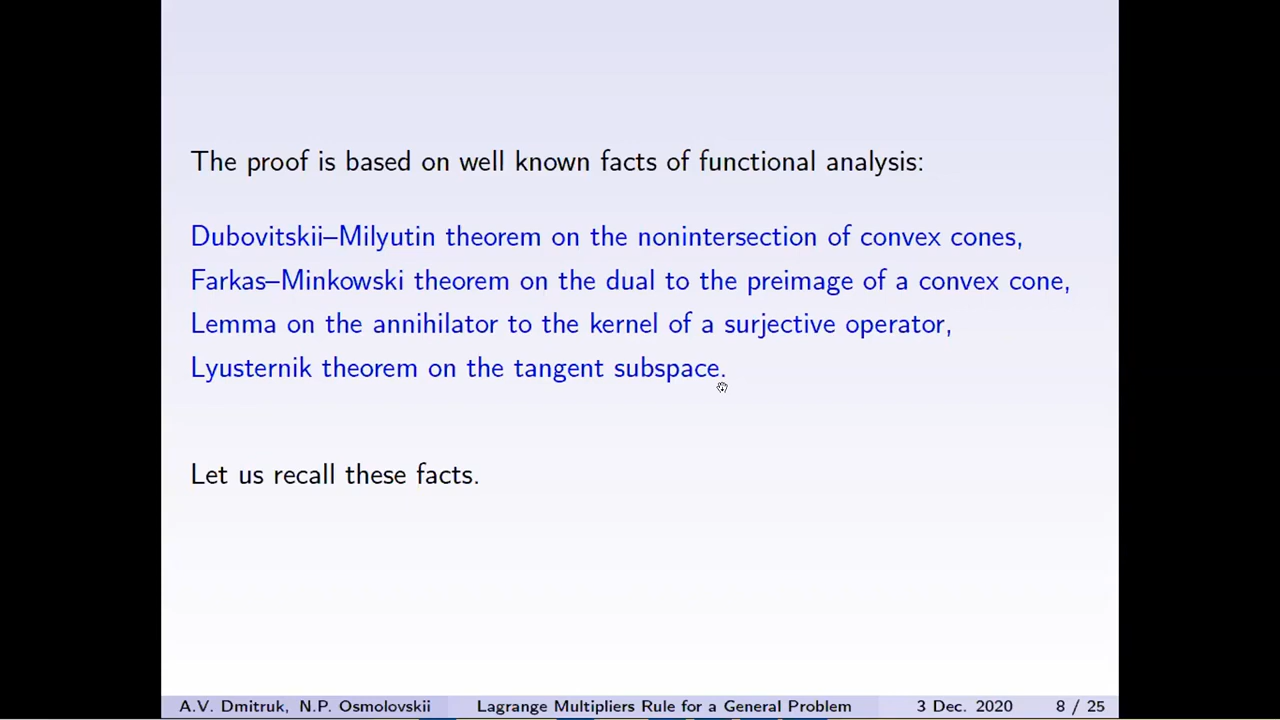 The proof is based on well known facts of functional analysis:
Dubovitskii–Milyutin theorem on the nonintersection of convex cones,
Farkas–Minkowski theorem on the dual to the preimage of a convex cone,
Lemma on the annihilator to the kernel of a surjective operator,
Lyusternik theorem on the tangent subspace.
Let us recall these facts.
A.V. Dmitruk, N.P. Osmolovskii Lagrange Multipliers Rule for a General Problem 3 Dec. 2020 8 / 25